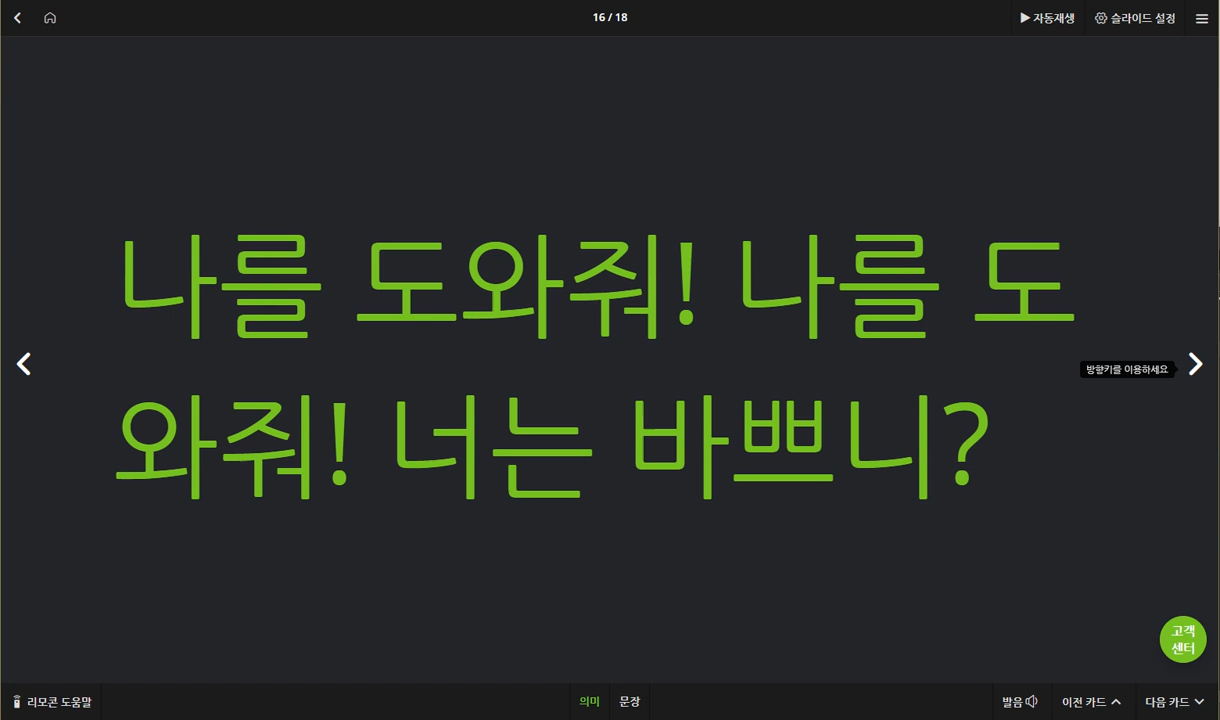 16 / 18
▶ 자동재생
슬라이드 설정
나를 도와줘! 나를 도
와줘! 너는 바쁘니?
방향키를 이용하세요
고객
센터
리모콘 도움말
의미
문장
발음
이전 카드
다음 카드